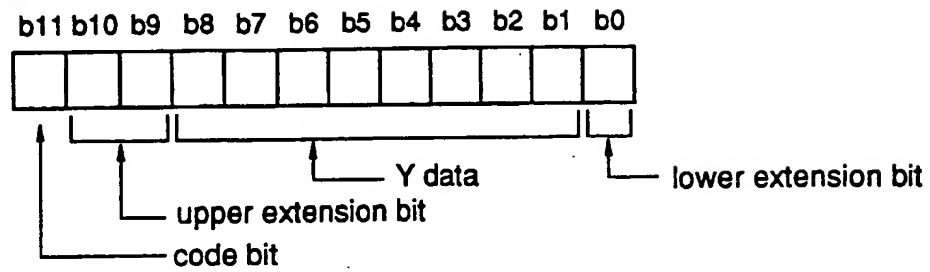 b11 b10 b9 b8 b7 b6 b5 b4 b3 b2 b1 b0
Y data
lower extension bit
upper extension bit
code bit